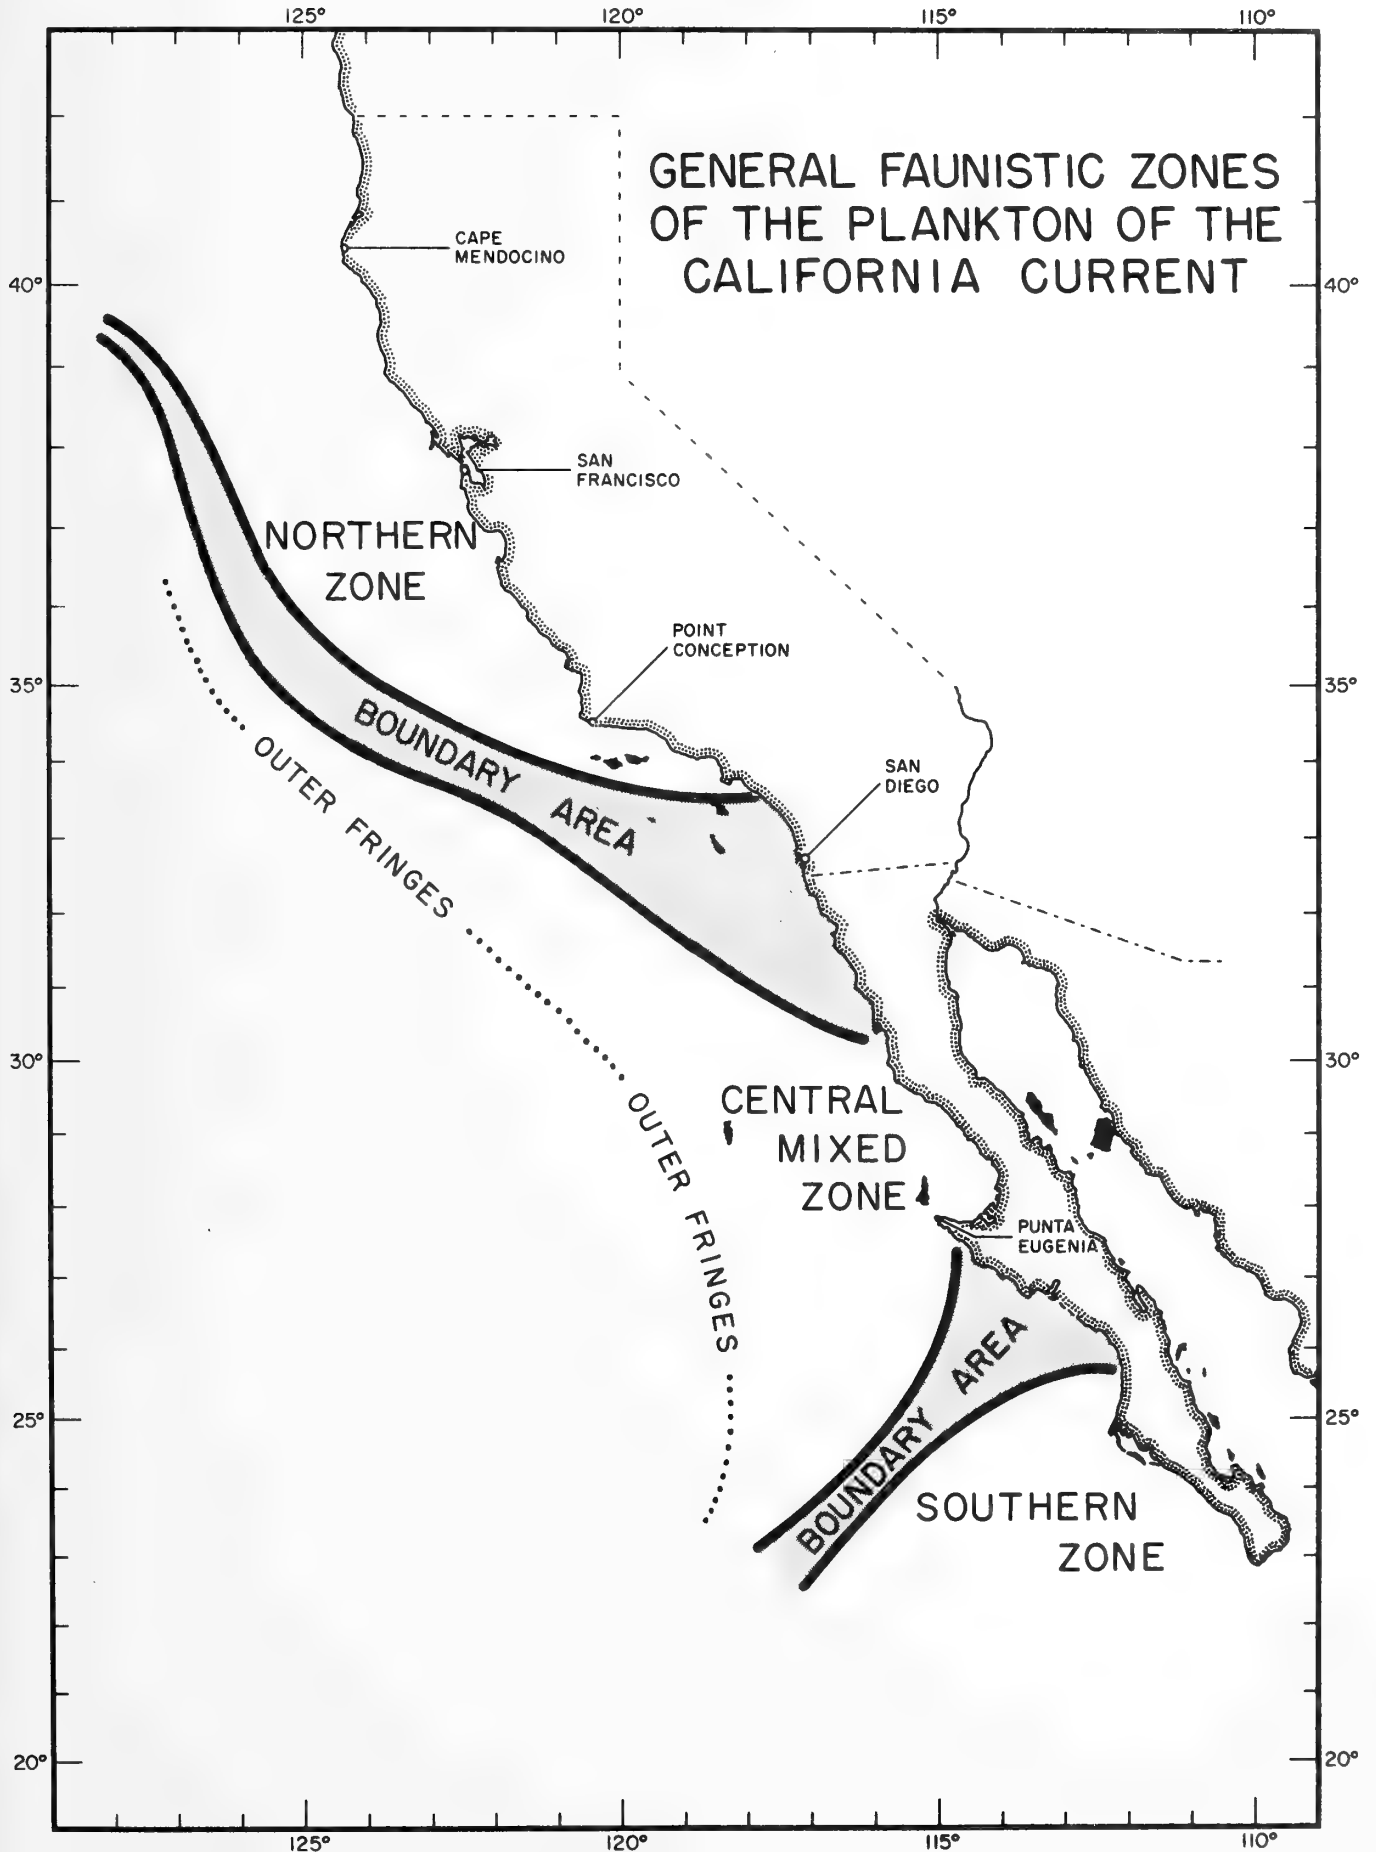 125° 120° 115° 110°
GENERAL FAUNISTIC ZONES
OF THE PLANKTON OF THE
CALIFORNIA CURRENT
CAPE
MENDOCINO
40° 40°
SAN
FRANCISCO
NORTHERN
ZONE
POINT
CONCEPTION
35° 35°
BOUNDARY AREA
OUTER FRINGES
SAN
DIEGO
30° 30°
CENTRAL
MIXED
ZONE
OUTER FRINGES
PUNTA
EUGENIA
BOUNDARY AREA
25° 25°
SOUTHERN
ZONE
20° 20°
125° 120° 115° 110°